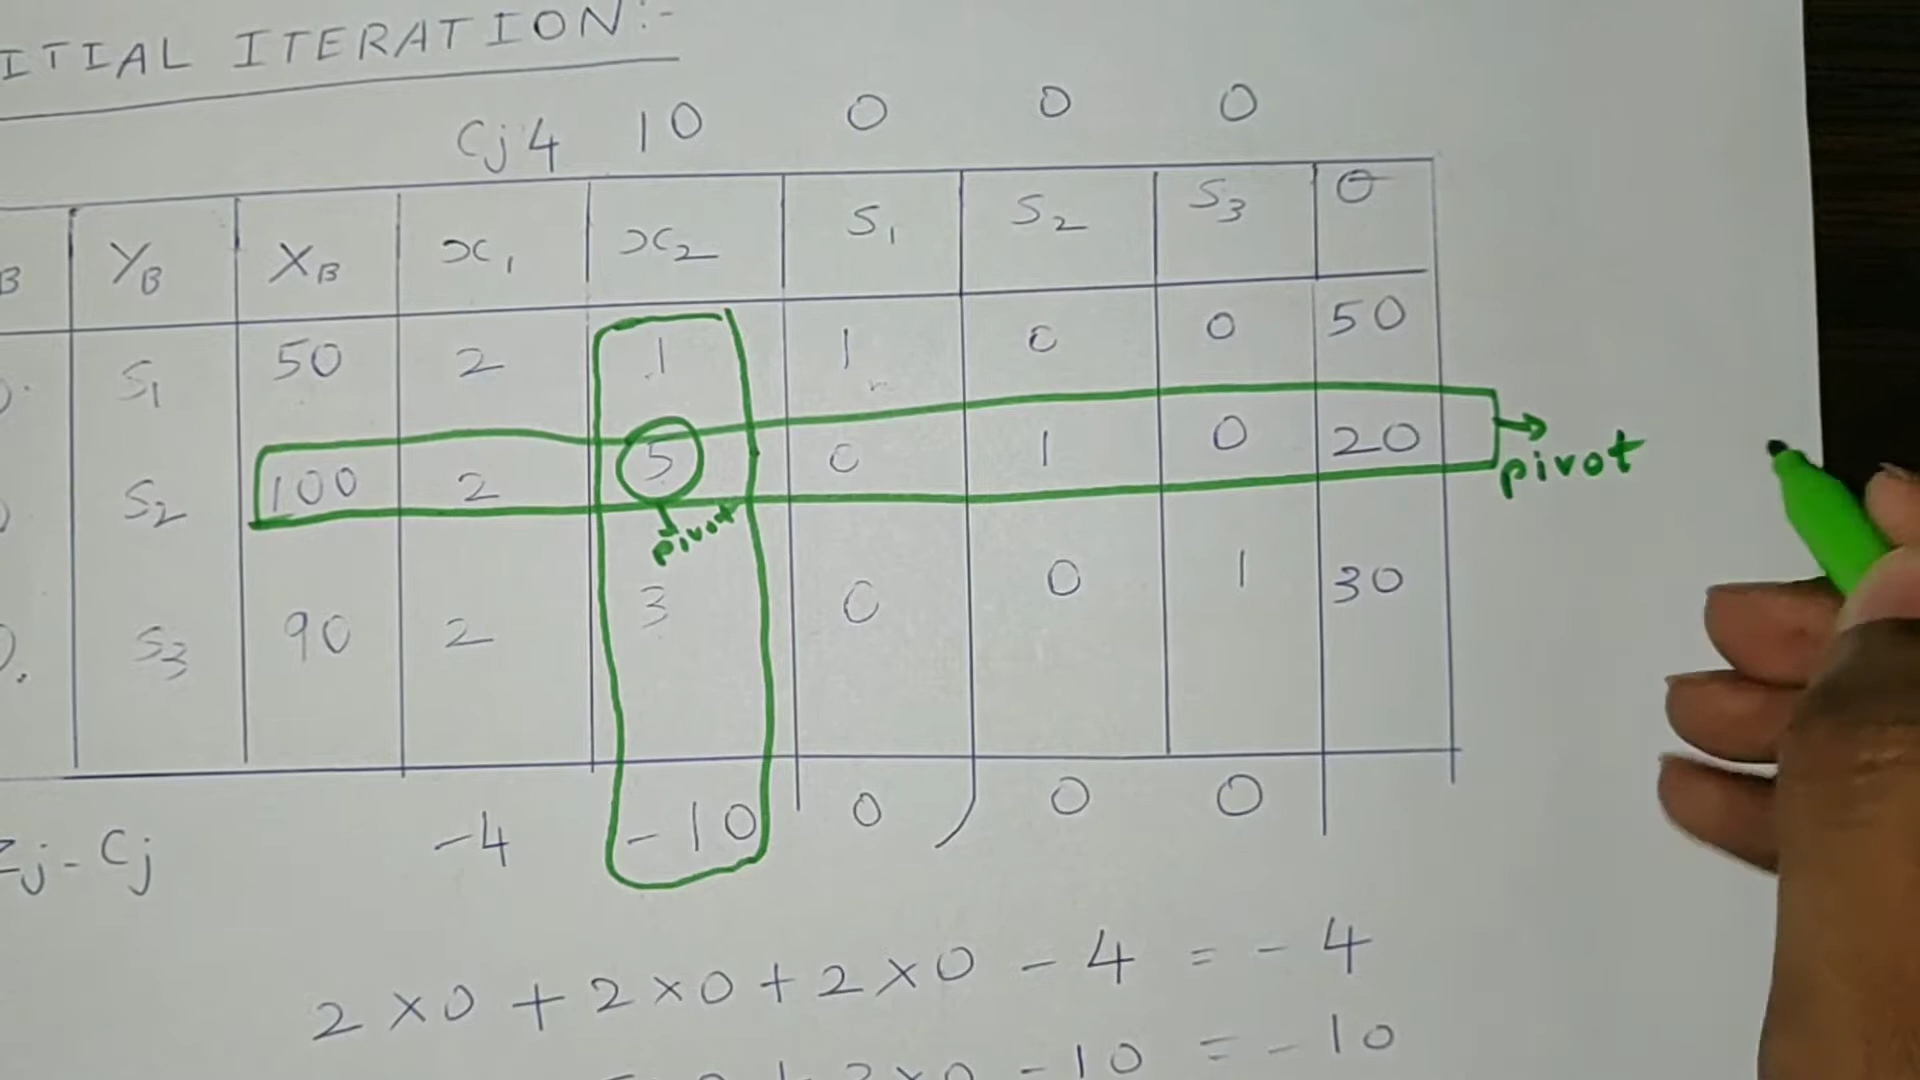 ITIAL ITERATION:-
Cj 4 10 0 0 0
B YB XB x1 x2 S1 S2 S3 θ
0. S1 50 2 1 1 0 0 50
0 S2 100 2 5 0 1 0 20
pivot
pivot
0. S3 90 2 3 0 0 1 30
Zj - Cj -4 -10 0 0 0
2 × 0 + 2 × 0 + 2 × 0 - 4 = - 4
- 10 = - 10